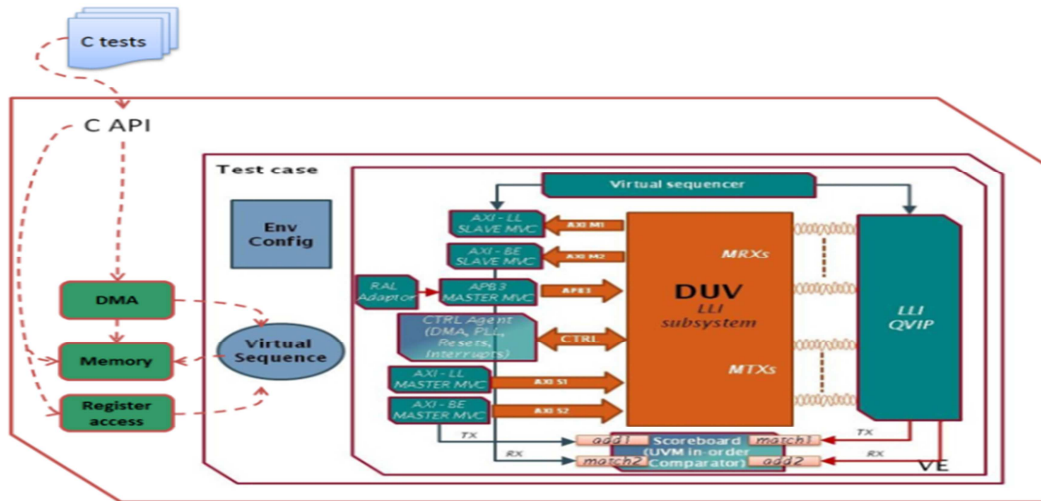 C tests
C API
Test case
Virtual sequencer
Env
Config
AXI - LL
SLAVE MVC
AXI M1
AXI - BE
SLAVE MVC
AXI M2
MRXs
RAL
Adaptor
APB3
MASTER MVC
APB3
DUV
LLI
subsystem
LLI
QVIP
DMA
CTRL Agent
(DMA, PLL,
Resets,
Interrupts)
CTRL
Virtual
Sequence
Memory
MTXs
AXI - LL
MASTER MVC
AXI S1
Register
access
AXI - BE
MASTER MVC
AXI S2
TX
add1
Scoreboard
match1
TX
(UVM in-order
RX
match2
Comparator)
add2
RX
VE